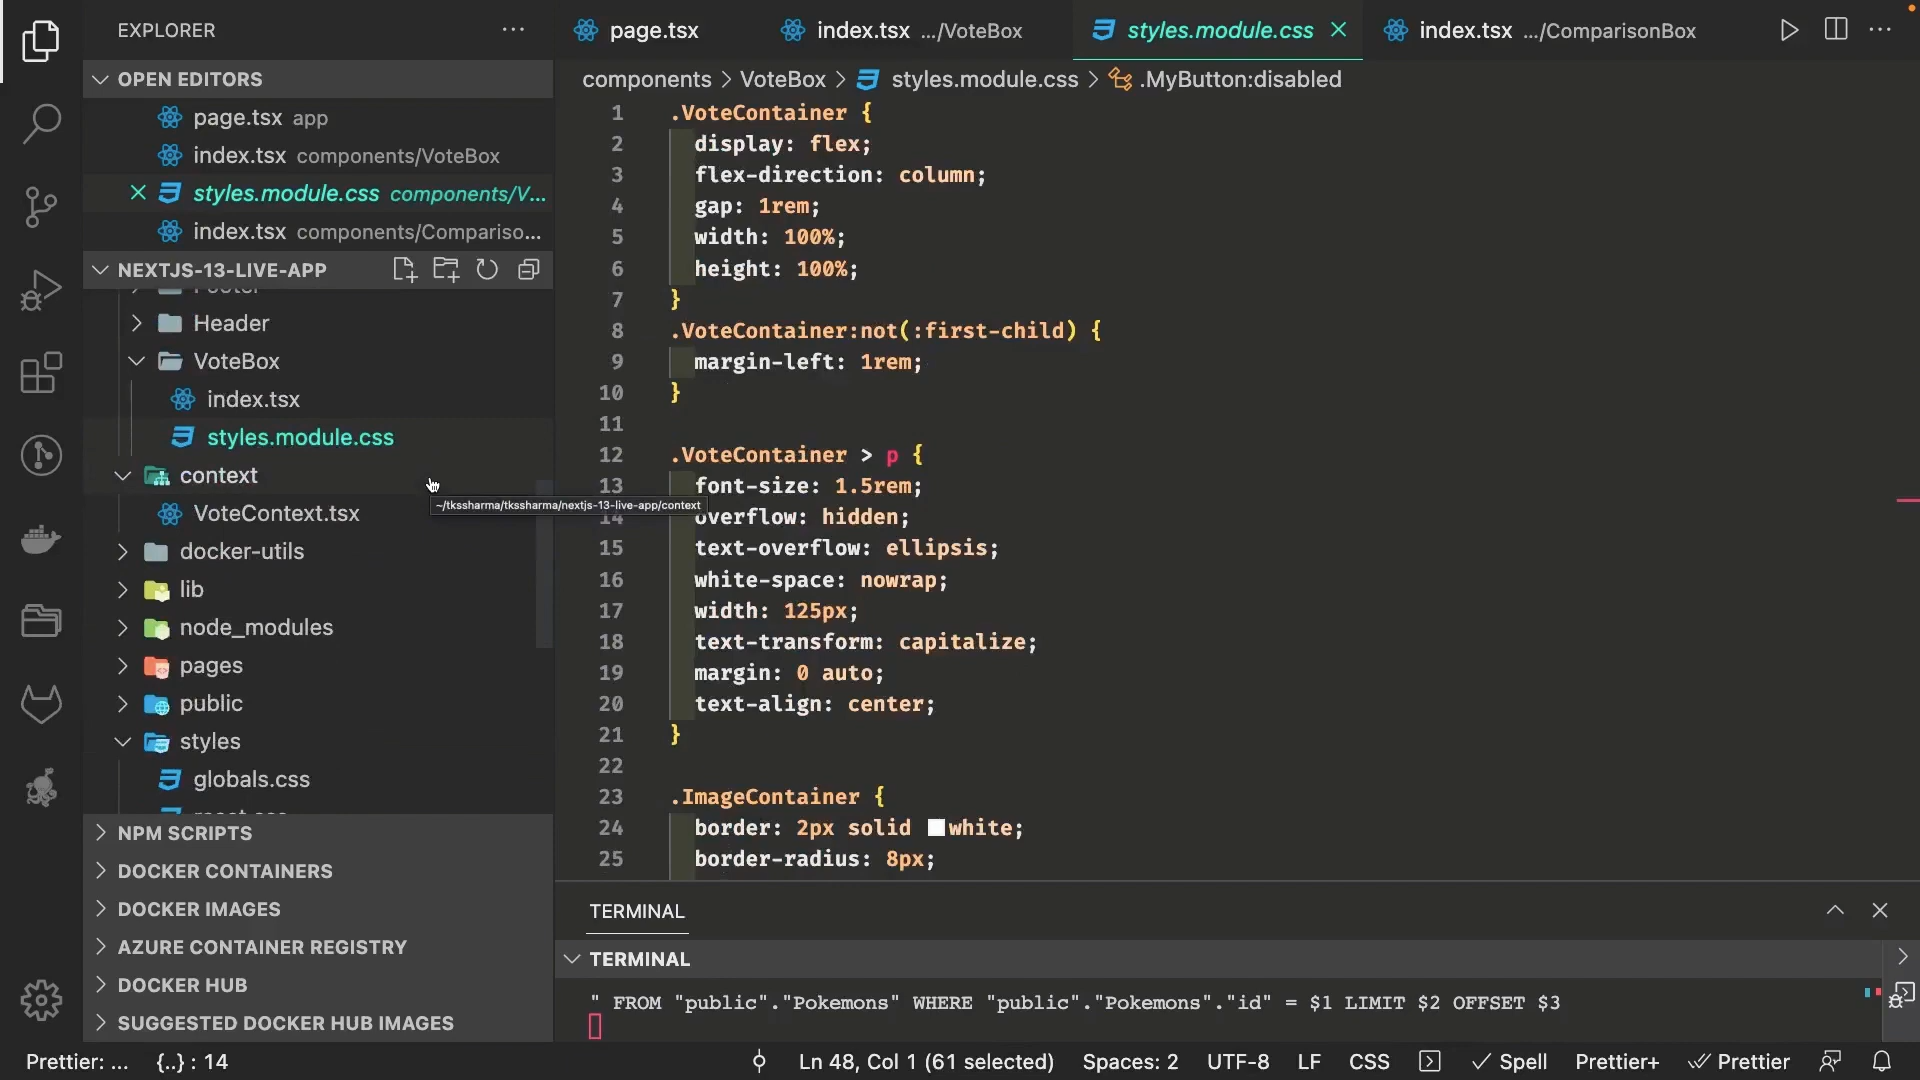 EXPLORER
page.tsx
index.tsx .../VoteBox
styles.module.css
index.tsx .../ComparisonBox
OPEN EDITORS
page.tsx app
index.tsx components/VoteBox
styles.module.css components/V...
index.tsx components/Compariso...
NEXTJS-13-LIVE-APP
Footer
Header
VoteBox
index.tsx
styles.module.css
context
VoteContext.tsx
docker-utils
lib
node_modules
pages
public
styles
globals.css
NPM SCRIPTS
DOCKER CONTAINERS
DOCKER IMAGES
AZURE CONTAINER REGISTRY
DOCKER HUB
SUGGESTED DOCKER HUB IMAGES
components > VoteBox > styles.module.css > .MyButton:disabled
1 .VoteContainer {
2 display: flex;
3 flex-direction: column;
4 gap: 1rem;
5 width: 100%;
6 height: 100%;
7 }
8 .VoteContainer:not(:first-child) {
9 margin-left: 1rem;
10 }
11
12 .VoteContainer > p {
13 font-size: 1.5rem;
~/tkssharma/tkssharma/nextjs-13-live-app/context
14 overflow: hidden;
15 text-overflow: ellipsis;
16 white-space: nowrap;
17 width: 125px;
18 text-transform: capitalize;
19 margin: 0 auto;
20 text-align: center;
21 }
22
23 .ImageContainer {
24 border: 2px solid white;
25 border-radius: 8px;
TERMINAL
TERMINAL
" FROM "public"."Pokemons" WHERE "public"."Pokemons"."id" = $1 LIMIT $2 OFFSET $3
Prettier: ... {..} : 14 Ln 48, Col 1 (61 selected) Spaces: 2 UTF-8 LF CSS Spell Prettier+ Prettier